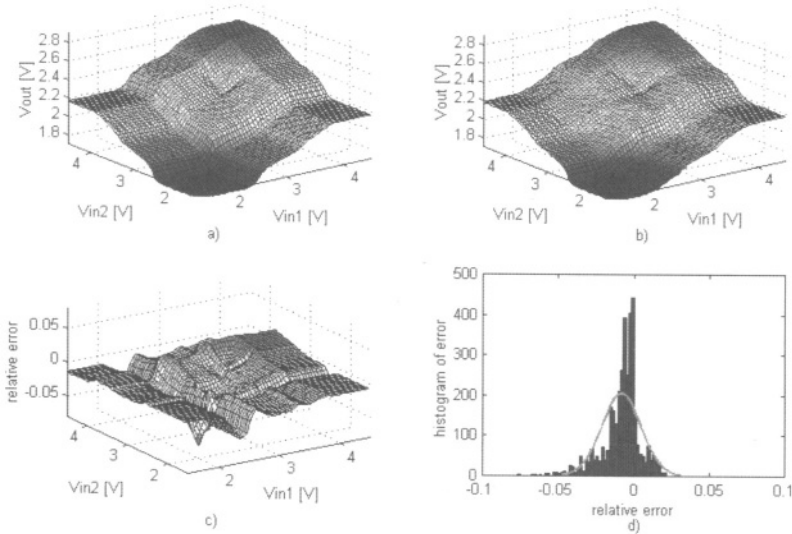 2.8
2.6
2.4
2.2
2
1.8
Vout [V]
4
3
2
Vin2 [V]
2
3
4
Vin1 [V]
a)
2.8
2.6
2.4
2.2
2
1.8
Vout [V]
4
3
2
Vin2 [V]
2
3
4
Vin1 [V]
b)
0.05
0
-0.05
relative error
4
3
2
Vin2 [V]
2
3
4
Vin1 [V]
c)
500
400
300
200
100
0
histogram of error
-0.1
-0.05
0
0.05
0.1
relative error
d)